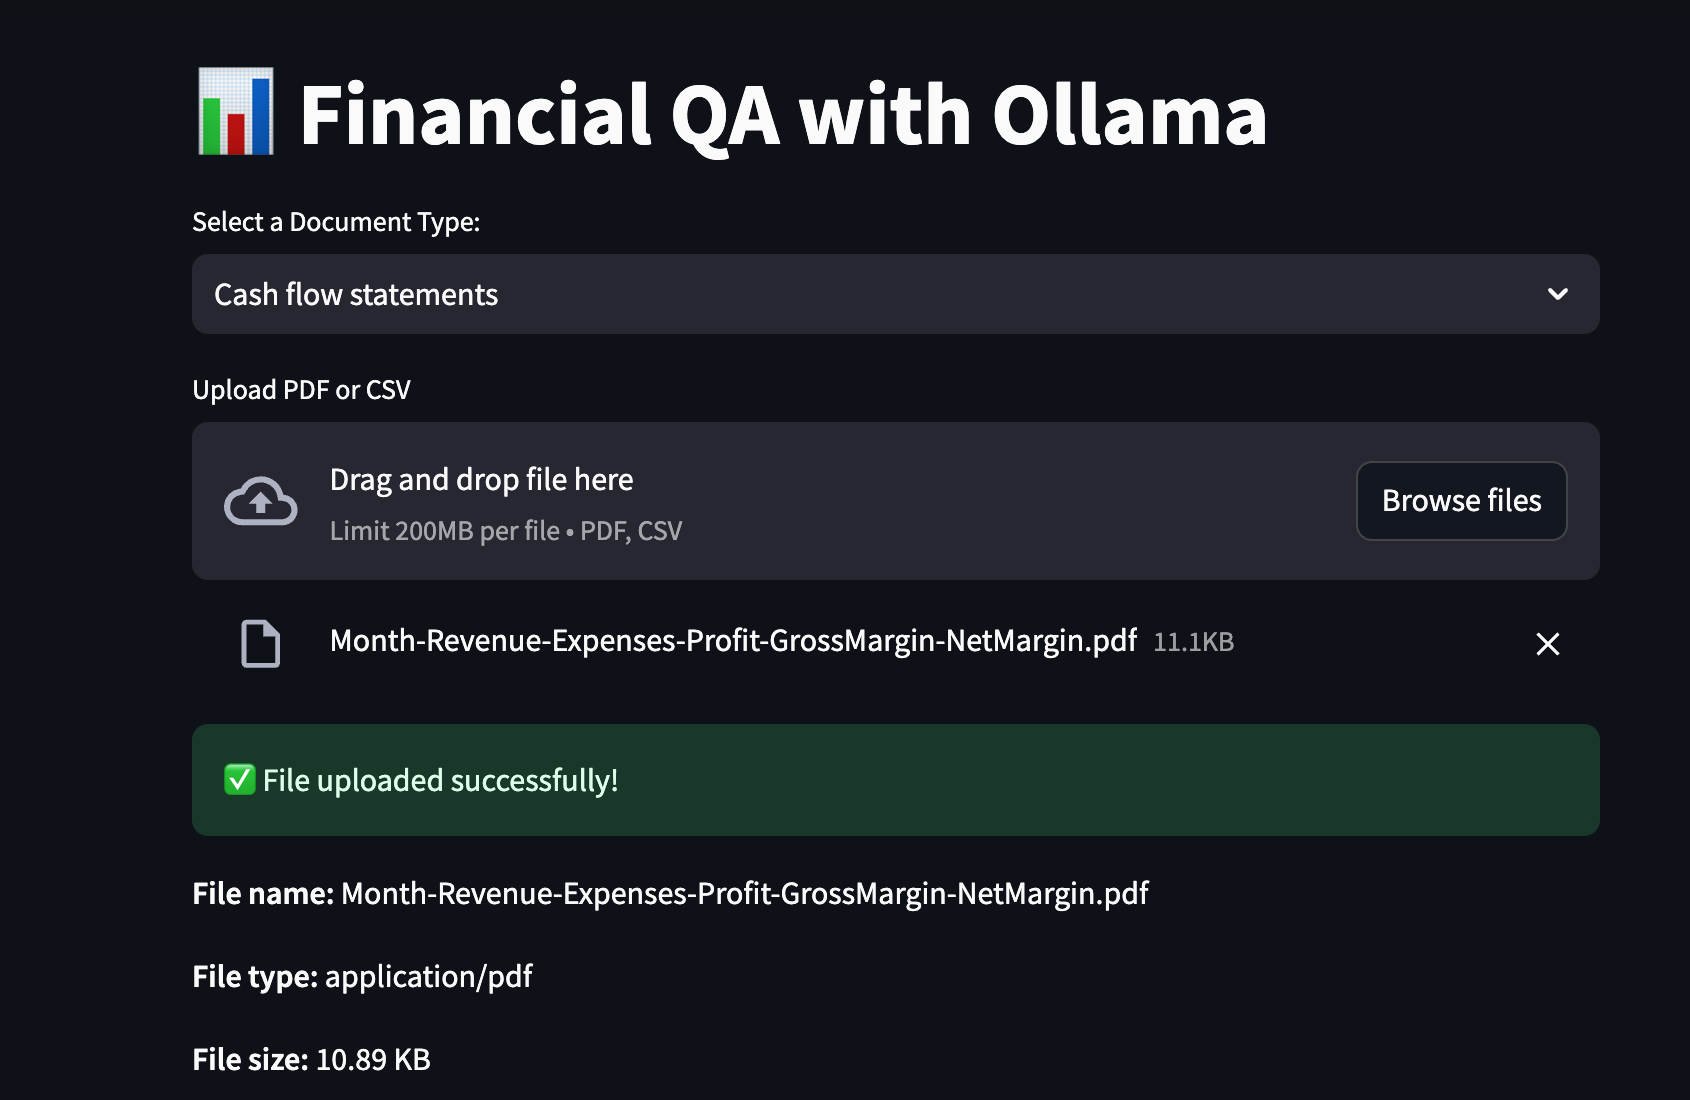 📊 Financial QA with Ollama
Select a Document Type:
Cash flow statements
Upload PDF or CSV
Drag and drop file here
Browse files
Limit 200MB per file • PDF, CSV
Month-Revenue-Expenses-Profit-GrossMargin-NetMargin.pdf 11.1KB
✅ File uploaded successfully!
File name: Month-Revenue-Expenses-Profit-GrossMargin-NetMargin.pdf
File type: application/pdf
File size: 10.89 KB